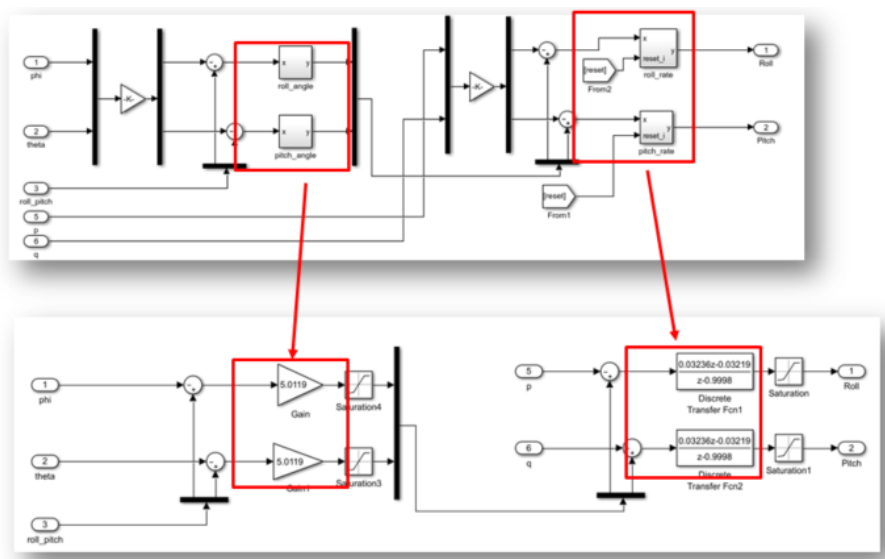 1
phi
2
theta
3
roll_pitch
5
p
6
q
-K-
x y
roll_angle
x y
pitch_angle
-K-
[reset]
From2
x
y
reset_i
roll_rate
x
y
reset_i
pitch_rate
[reset]
From1
1
Roll
2
Pitch
1
phi
2
theta
3
roll_pitch
5.0119
Gain
Saturation4
5.0119
Gain1
Saturation3
5
p
6
q
0.03236z-0.03219
z-0.9998
Discrete
Transfer Fcn1
Saturation
1
Roll
0.03236z-0.03219
z-0.9998
Discrete
Transfer Fcn2
Saturation1
2
Pitch